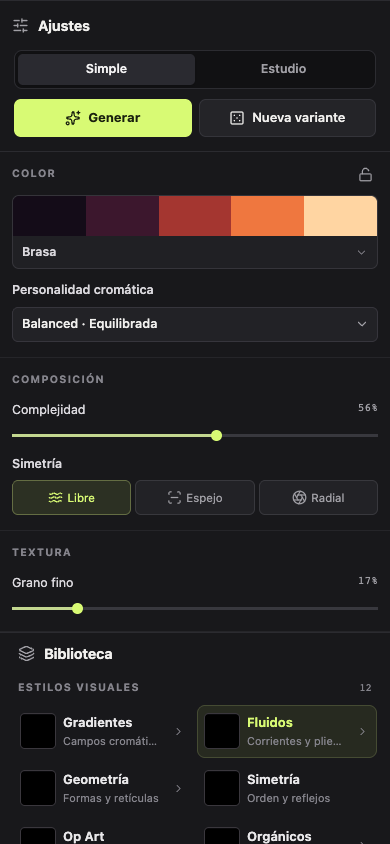 Ajustes
Simple
Estudio
Generar
Nueva variante
COLOR
Brasa
Personalidad cromática
Balanced · Equilibrada
COMPOSICIÓN
Complejidad
56%
Simetría
Libre
Espejo
Radial
TEXTURA
Grano fino
17%
Biblioteca
ESTILOS VISUALES
12
Gradientes
Campos cromáti...
Fluidos
Corrientes y plie...
Geometría
Formas y retículas
Simetría
Orden y reflejos
Op Art
Orgánicos